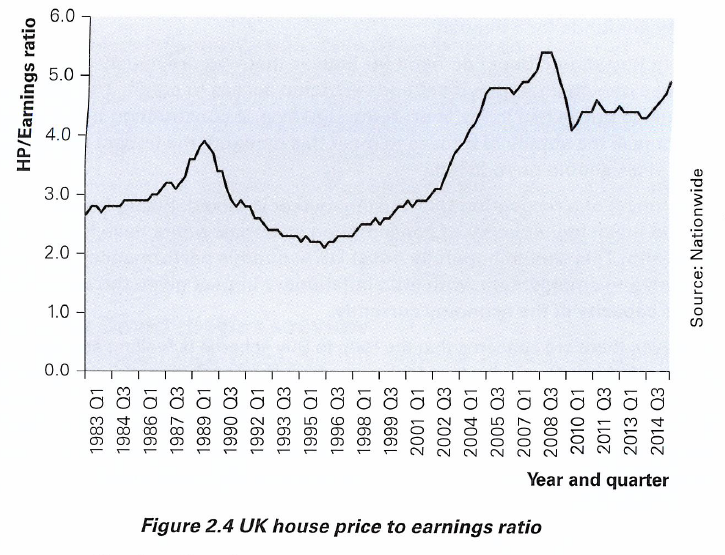 HP/Earnings ratio
6.0
5.0
4.0
3.0
2.0
1.0
0.0
1983 Q1
1984 Q3
1986 Q1
1987 Q3
1989 Q1
1990 Q3
1992 Q1
1993 Q3
1995 Q1
1996 Q3
1998 Q1
1999 Q3
2001 Q1
2002 Q3
2004 Q1
2005 Q3
2007 Q1
2008 Q3
2010 Q1
2011 Q3
2013 Q1
2014 Q3
Year and quarter
Source: Nationwide
Figure 2.4 UK house price to earnings ratio